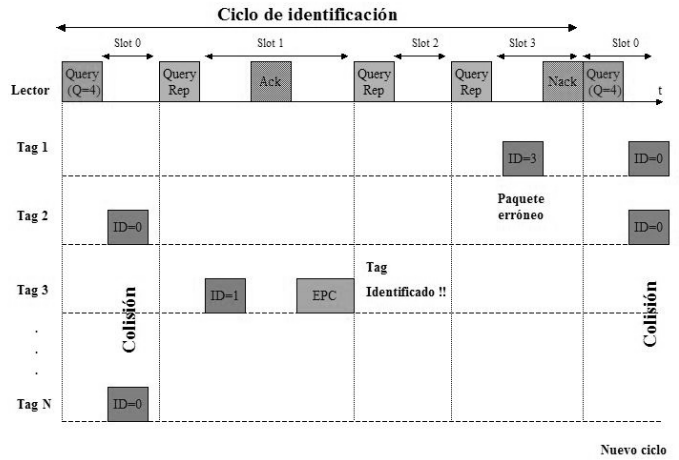 Ciclo de identificación
Slot 0 Slot 1 Slot 2 Slot 3 Slot 0
Lector Query (Q=4) Query Rep Ack Query Rep Query Rep Nack Query (Q=4) t
Tag 1 ID=3 ID=0
Paquete
erróneo
Tag 2 ID=0 ID=0
Tag
Identificado !!
Tag 3 ID=1 EPC
Colisión Colisión
.
.
.
Tag N ID=0
Nuevo ciclo